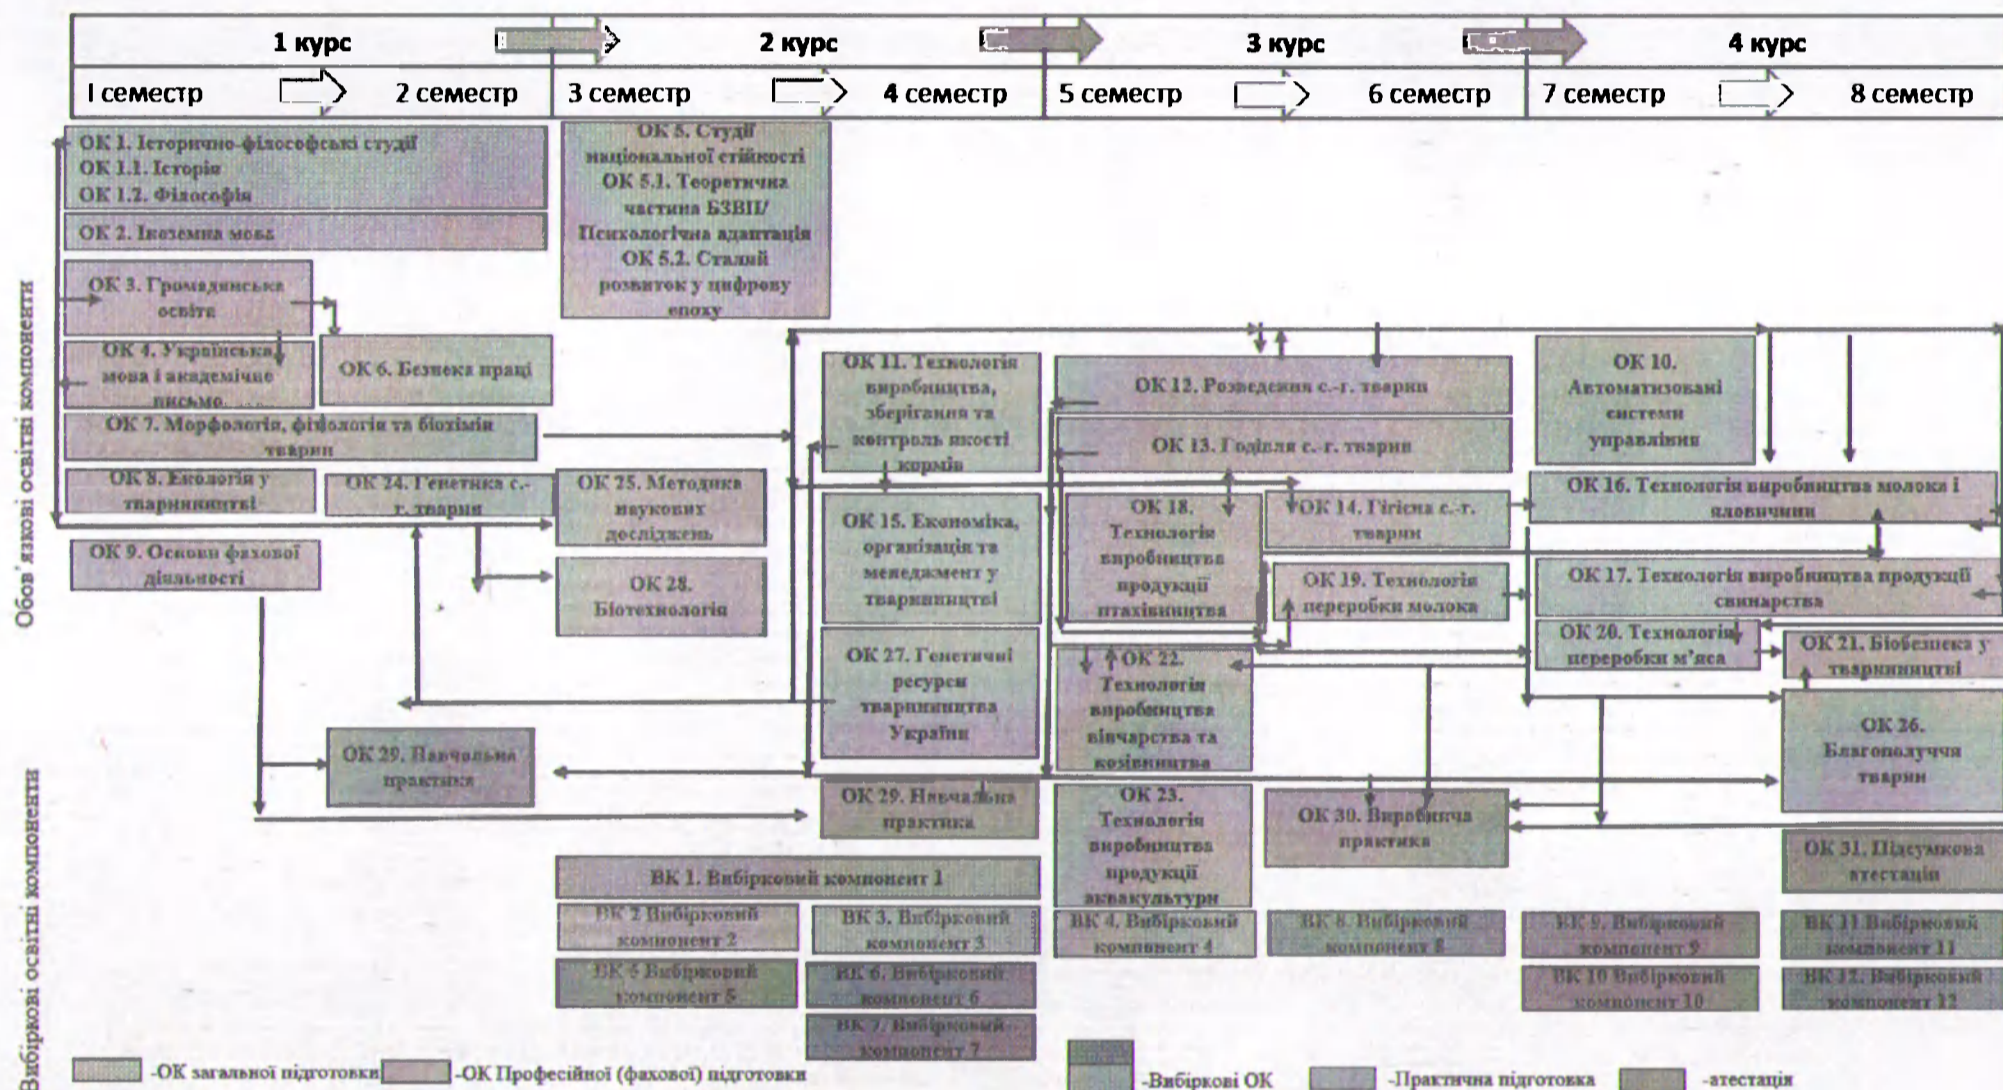 1 курс
2 курс
3 курс
4 курс
І семестр
2 семестр
3 семестр
4 семестр
5 семестр
6 семестр
7 семестр
8 семестр
Обов'язкові освітні компоненти
Вибіркові освітні компоненти
ОК 1. Історично-філософські студії
ОК 1.1. Історія
ОК 1.2. Філософія
ОК 2. Іноземна мова
ОК 3. Громадянська
освіта
ОК 4. Українська
мова і академічне
письмо
ОК 6. Безпека праці
ОК 7. Морфологія, фізіологія та біохімія
тварин
ОК 8. Екологія у
тваринництві
ОК 24. Генетика с.-
г. тварин
ОК 9. Основи фахової
діяльності
ОК 29. Навчальна
практика
ОК 5. Студії
національної стійкості
ОК 5.1. Теоретична
частина БЗВП/
Психологічна адаптація
ОК 5.2. Сталий
розвиток у цифрову
епоху
ОК 25. Методика
наукових
досліджень
ОК 28.
Біотехнологія
ОК 11. Технологія
виробництва,
зберігання та
контроль якості
кормів
ОК 15. Економіка,
організація та
менеджмент у
тваринництві
ОК 27. Генетичні
ресурси
тваринництва
України
ОК 29. Навчальна
практика
ОК 12. Розведення с.-г. тварин
ОК 13. Годівля с.-г. тварин
ОК 18.
Технологія
виробництва
продукції
птахівництва
ОК 14. Гігієна с.-г.
тварин
ОК 19. Технологія
переробки молока
ОК 22.
Технологія
виробництва
вівчарства та
козівництва
ОК 23.
Технологія
виробництва
продукції
аквакультури
ОК 30. Виробнича
практика
ОК 10.
Автоматизовані
системи
управління
ОК 16. Технологія виробництва молока і
яловичини
ОК 17. Технологія виробництва продукції
свинарства
ОК 20. Технологія
переробки м'яса
ОК 21. Біобезпека у
тваринництві
ОК 26.
Благополуччя
тварин
ОК 31. Підсумкова
атестація
ВК 1. Вибірковий компонент 1
ВК 2 Вибірковий
компонент 2
ВК 3. Вибірковий
компонент 3
ВК 4. Вибірковий
компонент 4
ВК 8. Вибірковий
компонент 8
ВК 9. Вибірковий
компонент 9
ВК 11 Вибірковий
компонент 11
ВК 5 Вибірковий
компонент 5
ВК 6. Вибірковий
компонент 6
ВК 10 Вибірковий
компонент 10
ВК 12. Вибірковий
компонент 12
ВК 7. Вибірковий
компонент 7
-ОК загальної підготовки
-ОК Професійної (фахової) підготовки
-Вибіркові ОК
-Практична підготовка
-атестація